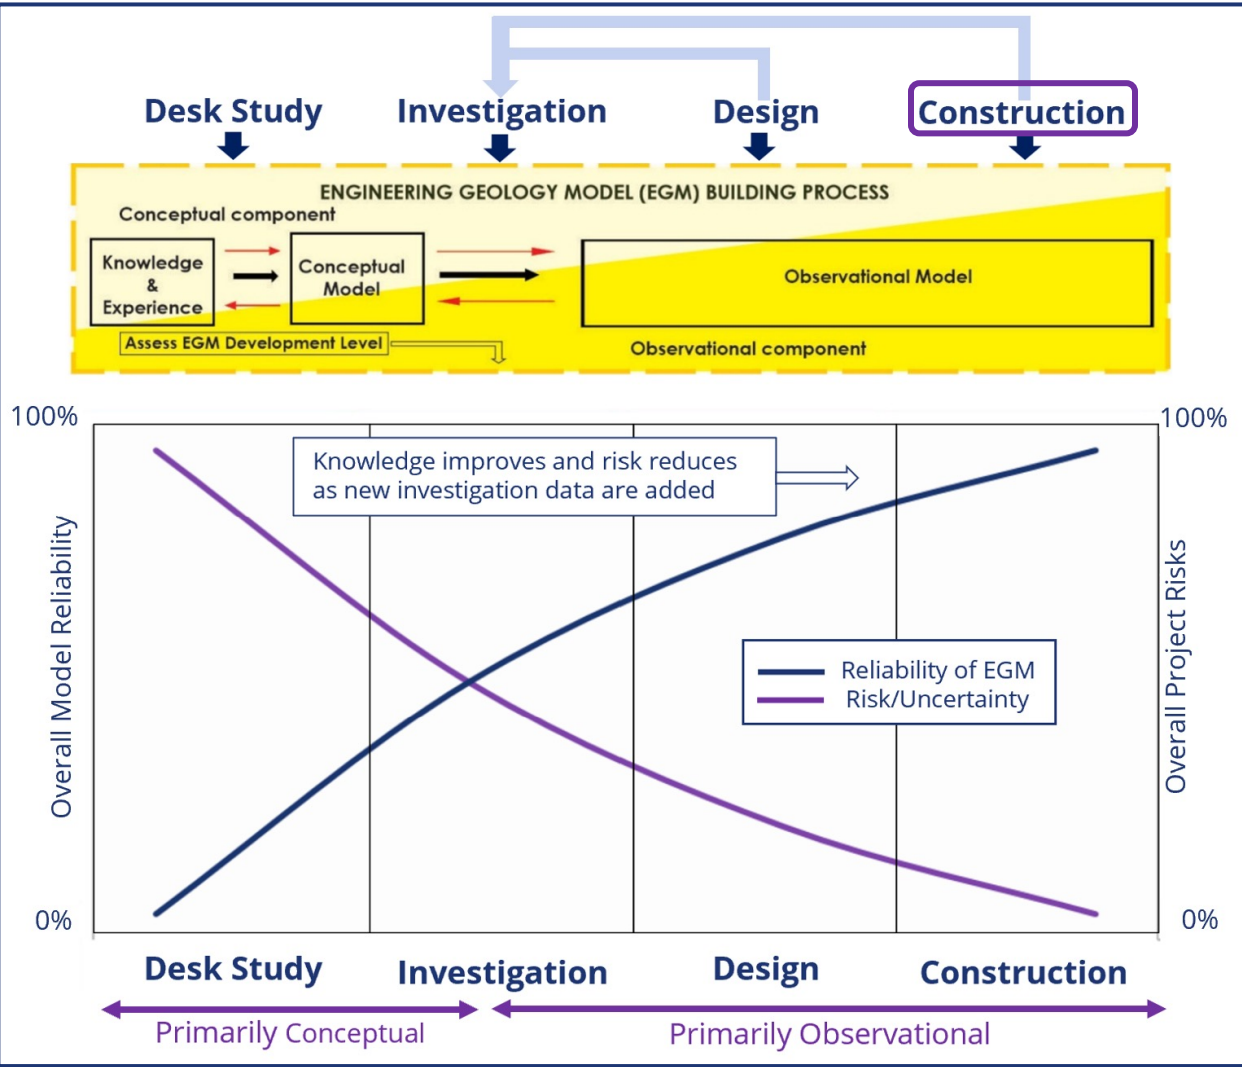 Desk Study
Investigation
Design
Construction
ENGINEERING GEOLOGY MODEL (EGM) BUILDING PROCESS
Conceptual component
Knowledge
&
Experience
Conceptual
Model
Observational Model
Assess EGM Development Level
Observational component
100%
100%
Knowledge improves and risk reduces
as new investigation data are added
Overall Model Reliability
Overall Project Risks
Reliability of EGM
Risk/Uncertainty
0%
0%
Desk Study
Investigation
Design
Construction
Primarily Conceptual
Primarily Observational